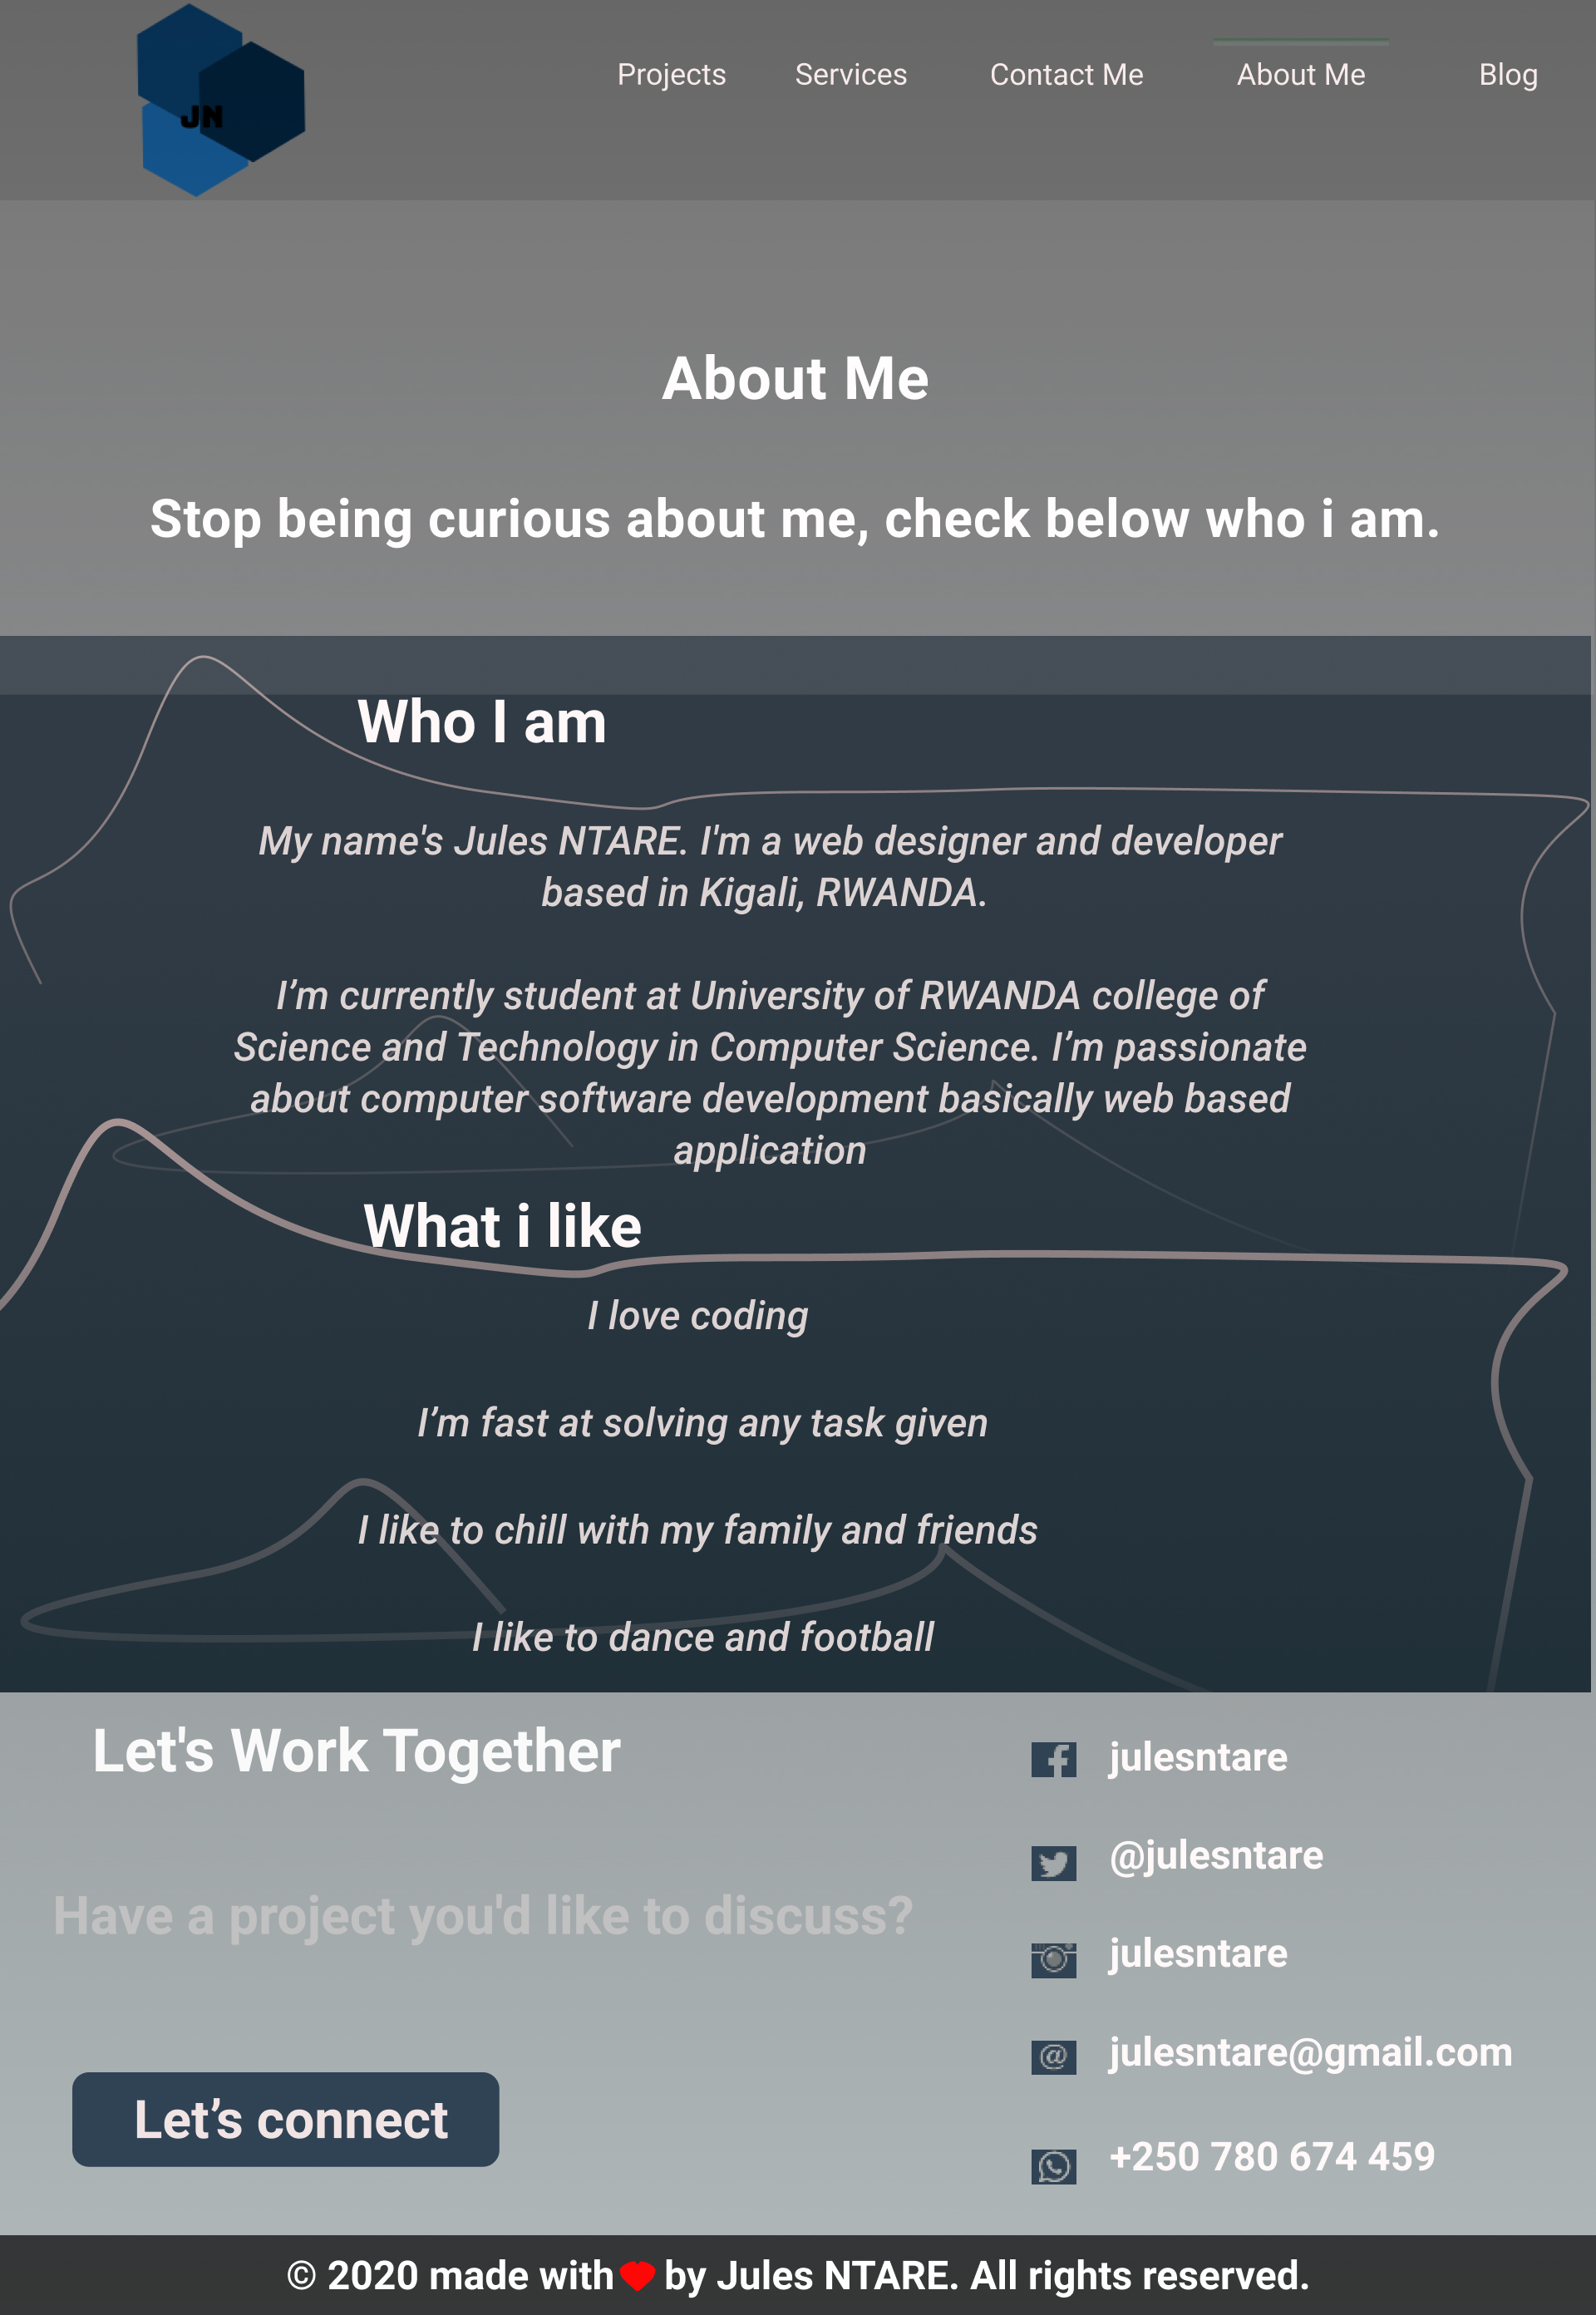 JN
Projects Services Contact Me About Me Blog
About Me
Stop being curious about me, check below who i am.
Who I am
My name's Jules NTARE. I'm a web designer and developer
based in Kigali, RWANDA.
I’m currently student at University of RWANDA college of
Science and Technology in Computer Science. I’m passionate
about computer software development basically web based
application
What i like
I love coding
I’m fast at solving any task given
I like to chill with my family and friends
I like to dance and football
Let's Work Together
Have a project you'd like to discuss?
Let’s connect
julesntare
@julesntare
julesntare
julesntare@gmail.com
+250 780 674 459
© 2020 made with by Jules NTARE. All rights reserved.